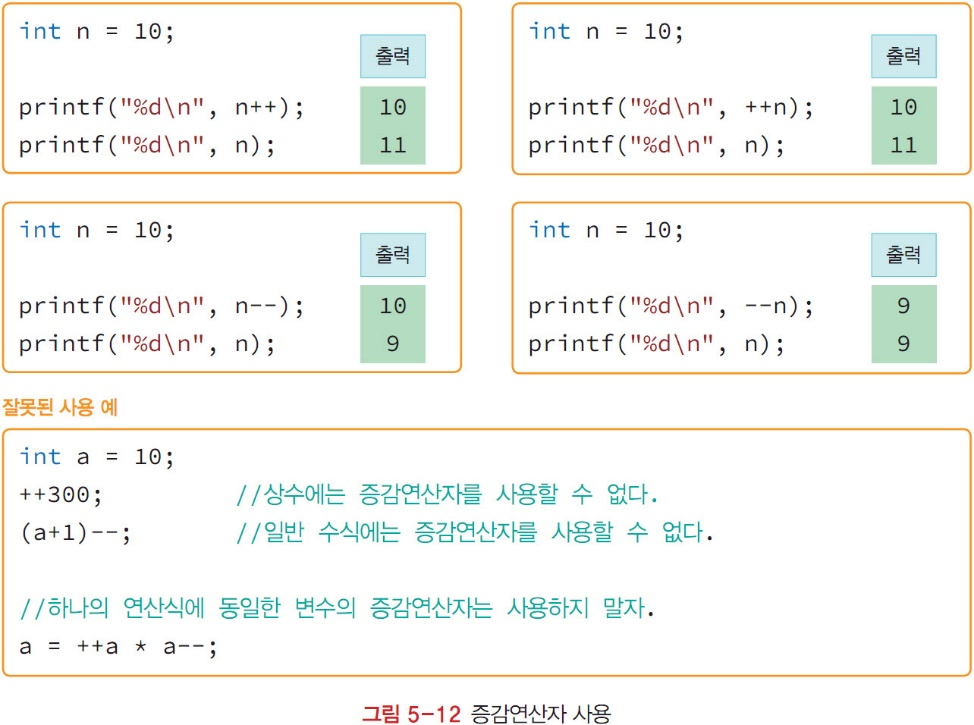 int n = 10;
출력
printf("%d\n", n++);
10
printf("%d\n", n);
11
int n = 10;
출력
printf("%d\n", ++n);
10
printf("%d\n", n);
11
int n = 10;
출력
printf("%d\n", n--);
10
printf("%d\n", n);
9
int n = 10;
출력
printf("%d\n", --n);
9
printf("%d\n", n);
9
잘못된 사용 예
int a = 10;
++300; //상수에는 증감연산자를 사용할 수 없다.
(a+1)--; //일반 수식에는 증감연산자를 사용할 수 없다.
//하나의 연산식에 동일한 변수의 증감연산자는 사용하지 말자.
a = ++a * a--;
그림 5-12 증감연산자 사용